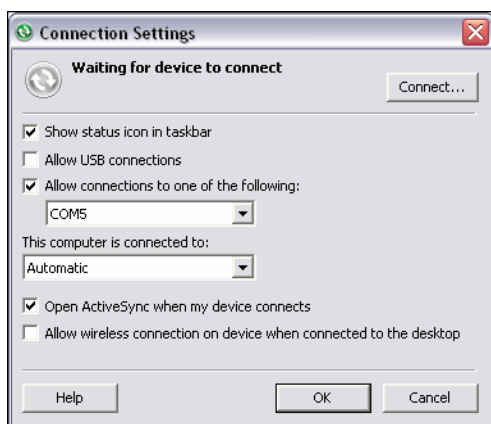 Connection Settings
Waiting for device to connect
Connect...
Show status icon in taskbar
Allow USB connections
Allow connections to one of the following:
COM5
This computer is connected to:
Automatic
Open ActiveSync when my device connects
Allow wireless connection on device when connected to the desktop
Help OK Cancel